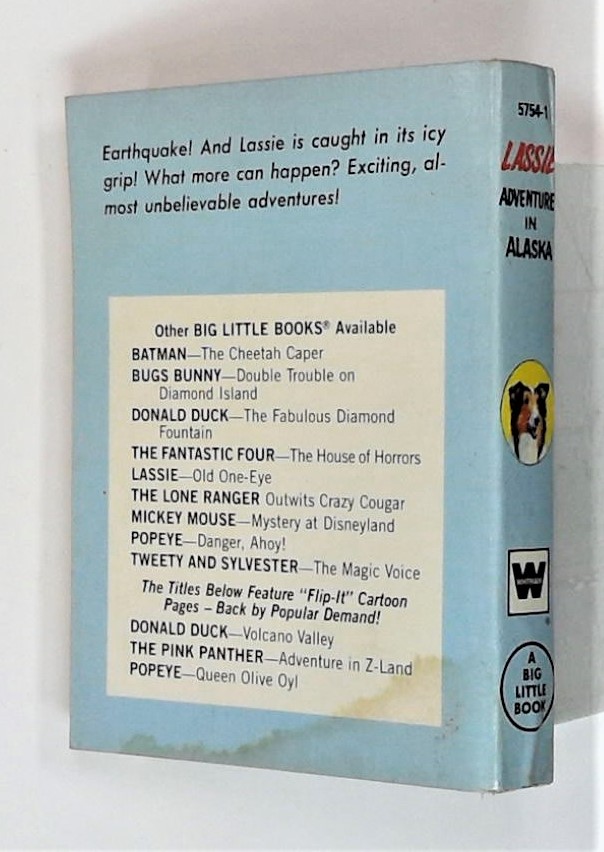 Earthquake! And Lassie is caught in its icy
grip! What more can happen? Exciting, al-
most unbelievable adventures!
Other BIG LITTLE BOOKS® Available
BATMAN—The Cheetah Caper
BUGS BUNNY—Double Trouble on
Diamond Island
DONALD DUCK—The Fabulous Diamond
Fountain
THE FANTASTIC FOUR—The House of Horrors
LASSIE—Old One-Eye
THE LONE RANGER Outwits Crazy Cougar
MICKEY MOUSE—Mystery at Disneyland
POPEYE—Danger, Ahoy!
TWEETY AND SYLVESTER—The Magic Voice
The Titles Below Feature "Flip-It" Cartoon
Pages – Back by Popular Demand!
DONALD DUCK—Volcano Valley
THE PINK PANTHER—Adventure in Z-Land
POPEYE—Queen Olive Oyl
5754-1
LASSIE
ADVENTURE
IN
ALASKA
W
WHITMAN
®
A
BIG
LITTLE
BOOK